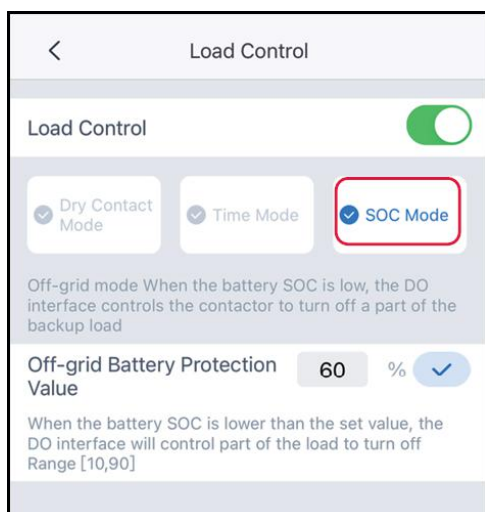 Load Control
Load Control
Dry Contact
Mode
Time Mode
SOC Mode
Off-grid mode When the battery SOC is low, the DO
interface controls the contactor to turn off a part of the
backup load
Off-grid Battery Protection
Value
60 %
When the battery SOC is lower than the set value, the
DO interface will control part of the load to turn off
Range [10,90]